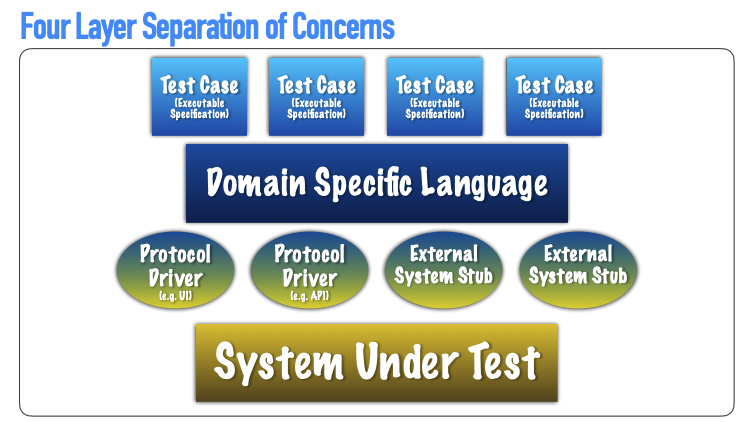 Four Layer Separation of Concerns
Test Case
(Executable
Specification)
Test Case
(Executable
Specification)
Test Case
(Executable
Specification)
Test Case
(Executable
Specification)
Domain Specific Language
Protocol
Driver
(e.g. UI)
Protocol
Driver
(e.g. API)
External
System Stub
External
System Stub
System Under Test